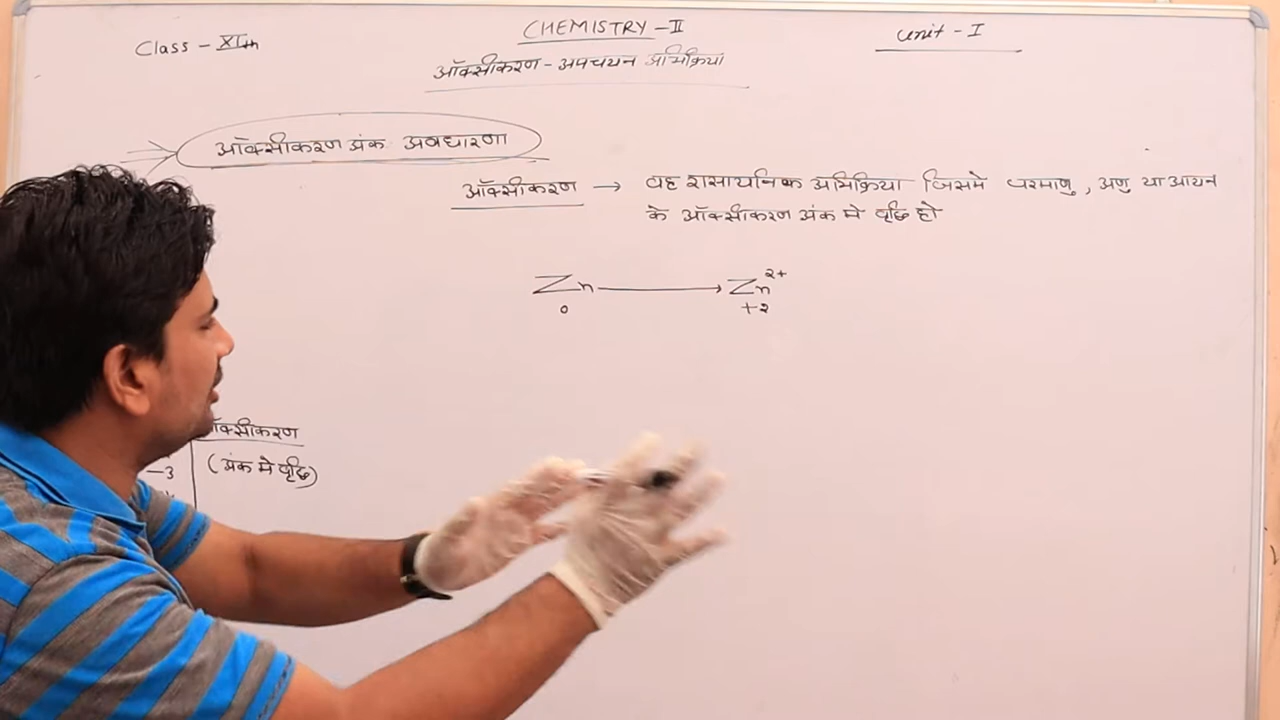 Class - XIth
CHEMISTRY - II
Unit - I
ऑक्सीकरण - अपचयन अभिक्रिया
ऑक्सीकरण अंक अवधारणा
ऑक्सीकरण → वह रासायनिक अभिक्रिया जिसमे परमाणु, अणु या आयन
के ऑक्सीकरण अंक मे वृद्धि हो
Zn ⟶ Zn²⁺
0 +2
ऑक्सीकरण
-3 (अंक मे वृद्धि)